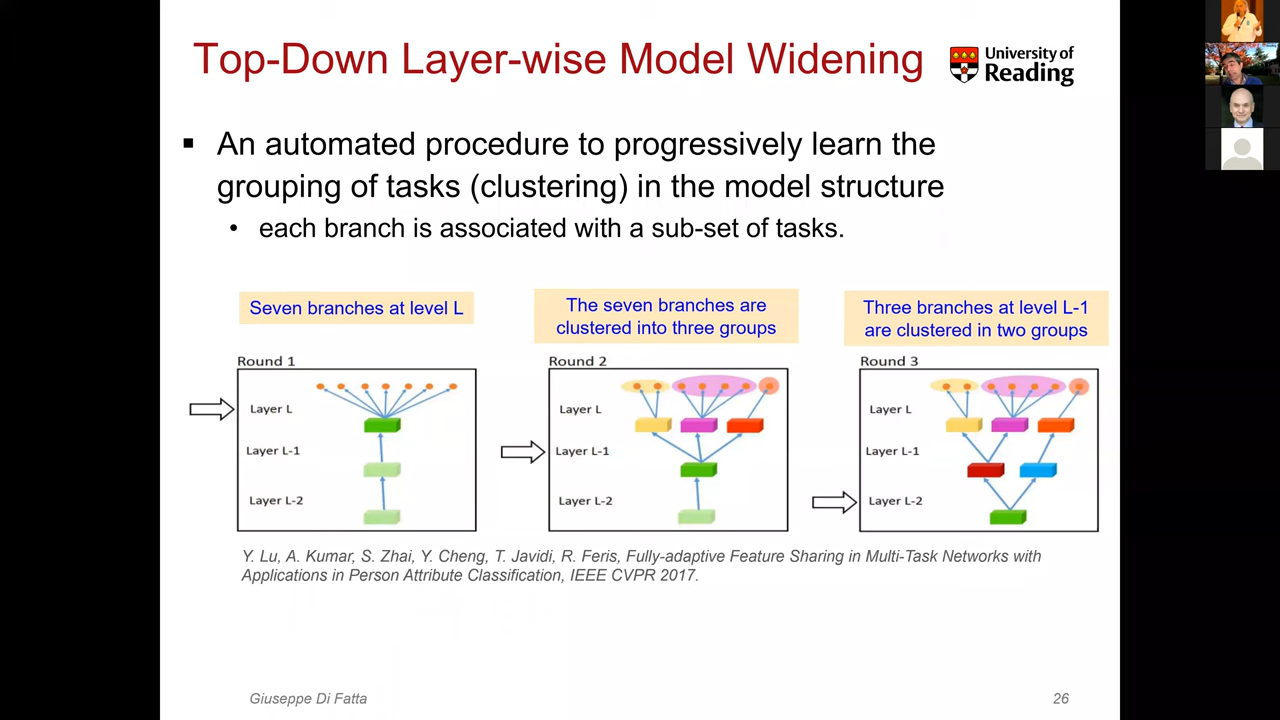 Top-Down Layer-wise Model Widening
University of
Reading
▪ An automated procedure to progressively learn the
grouping of tasks (clustering) in the model structure
• each branch is associated with a sub-set of tasks.
Seven branches at level L
The seven branches are
clustered into three groups
Three branches at level L-1
are clustered in two groups
Round 1
Layer L
Layer L-1
Layer L-2
Round 2
Layer L
Layer L-1
Layer L-2
Round 3
Layer L
Layer L-1
Layer L-2
Y. Lu, A. Kumar, S. Zhai, Y. Cheng, T. Javidi, R. Feris, Fully-adaptive Feature Sharing in Multi-Task Networks with
Applications in Person Attribute Classification, IEEE CVPR 2017.
Giuseppe Di Fatta
26